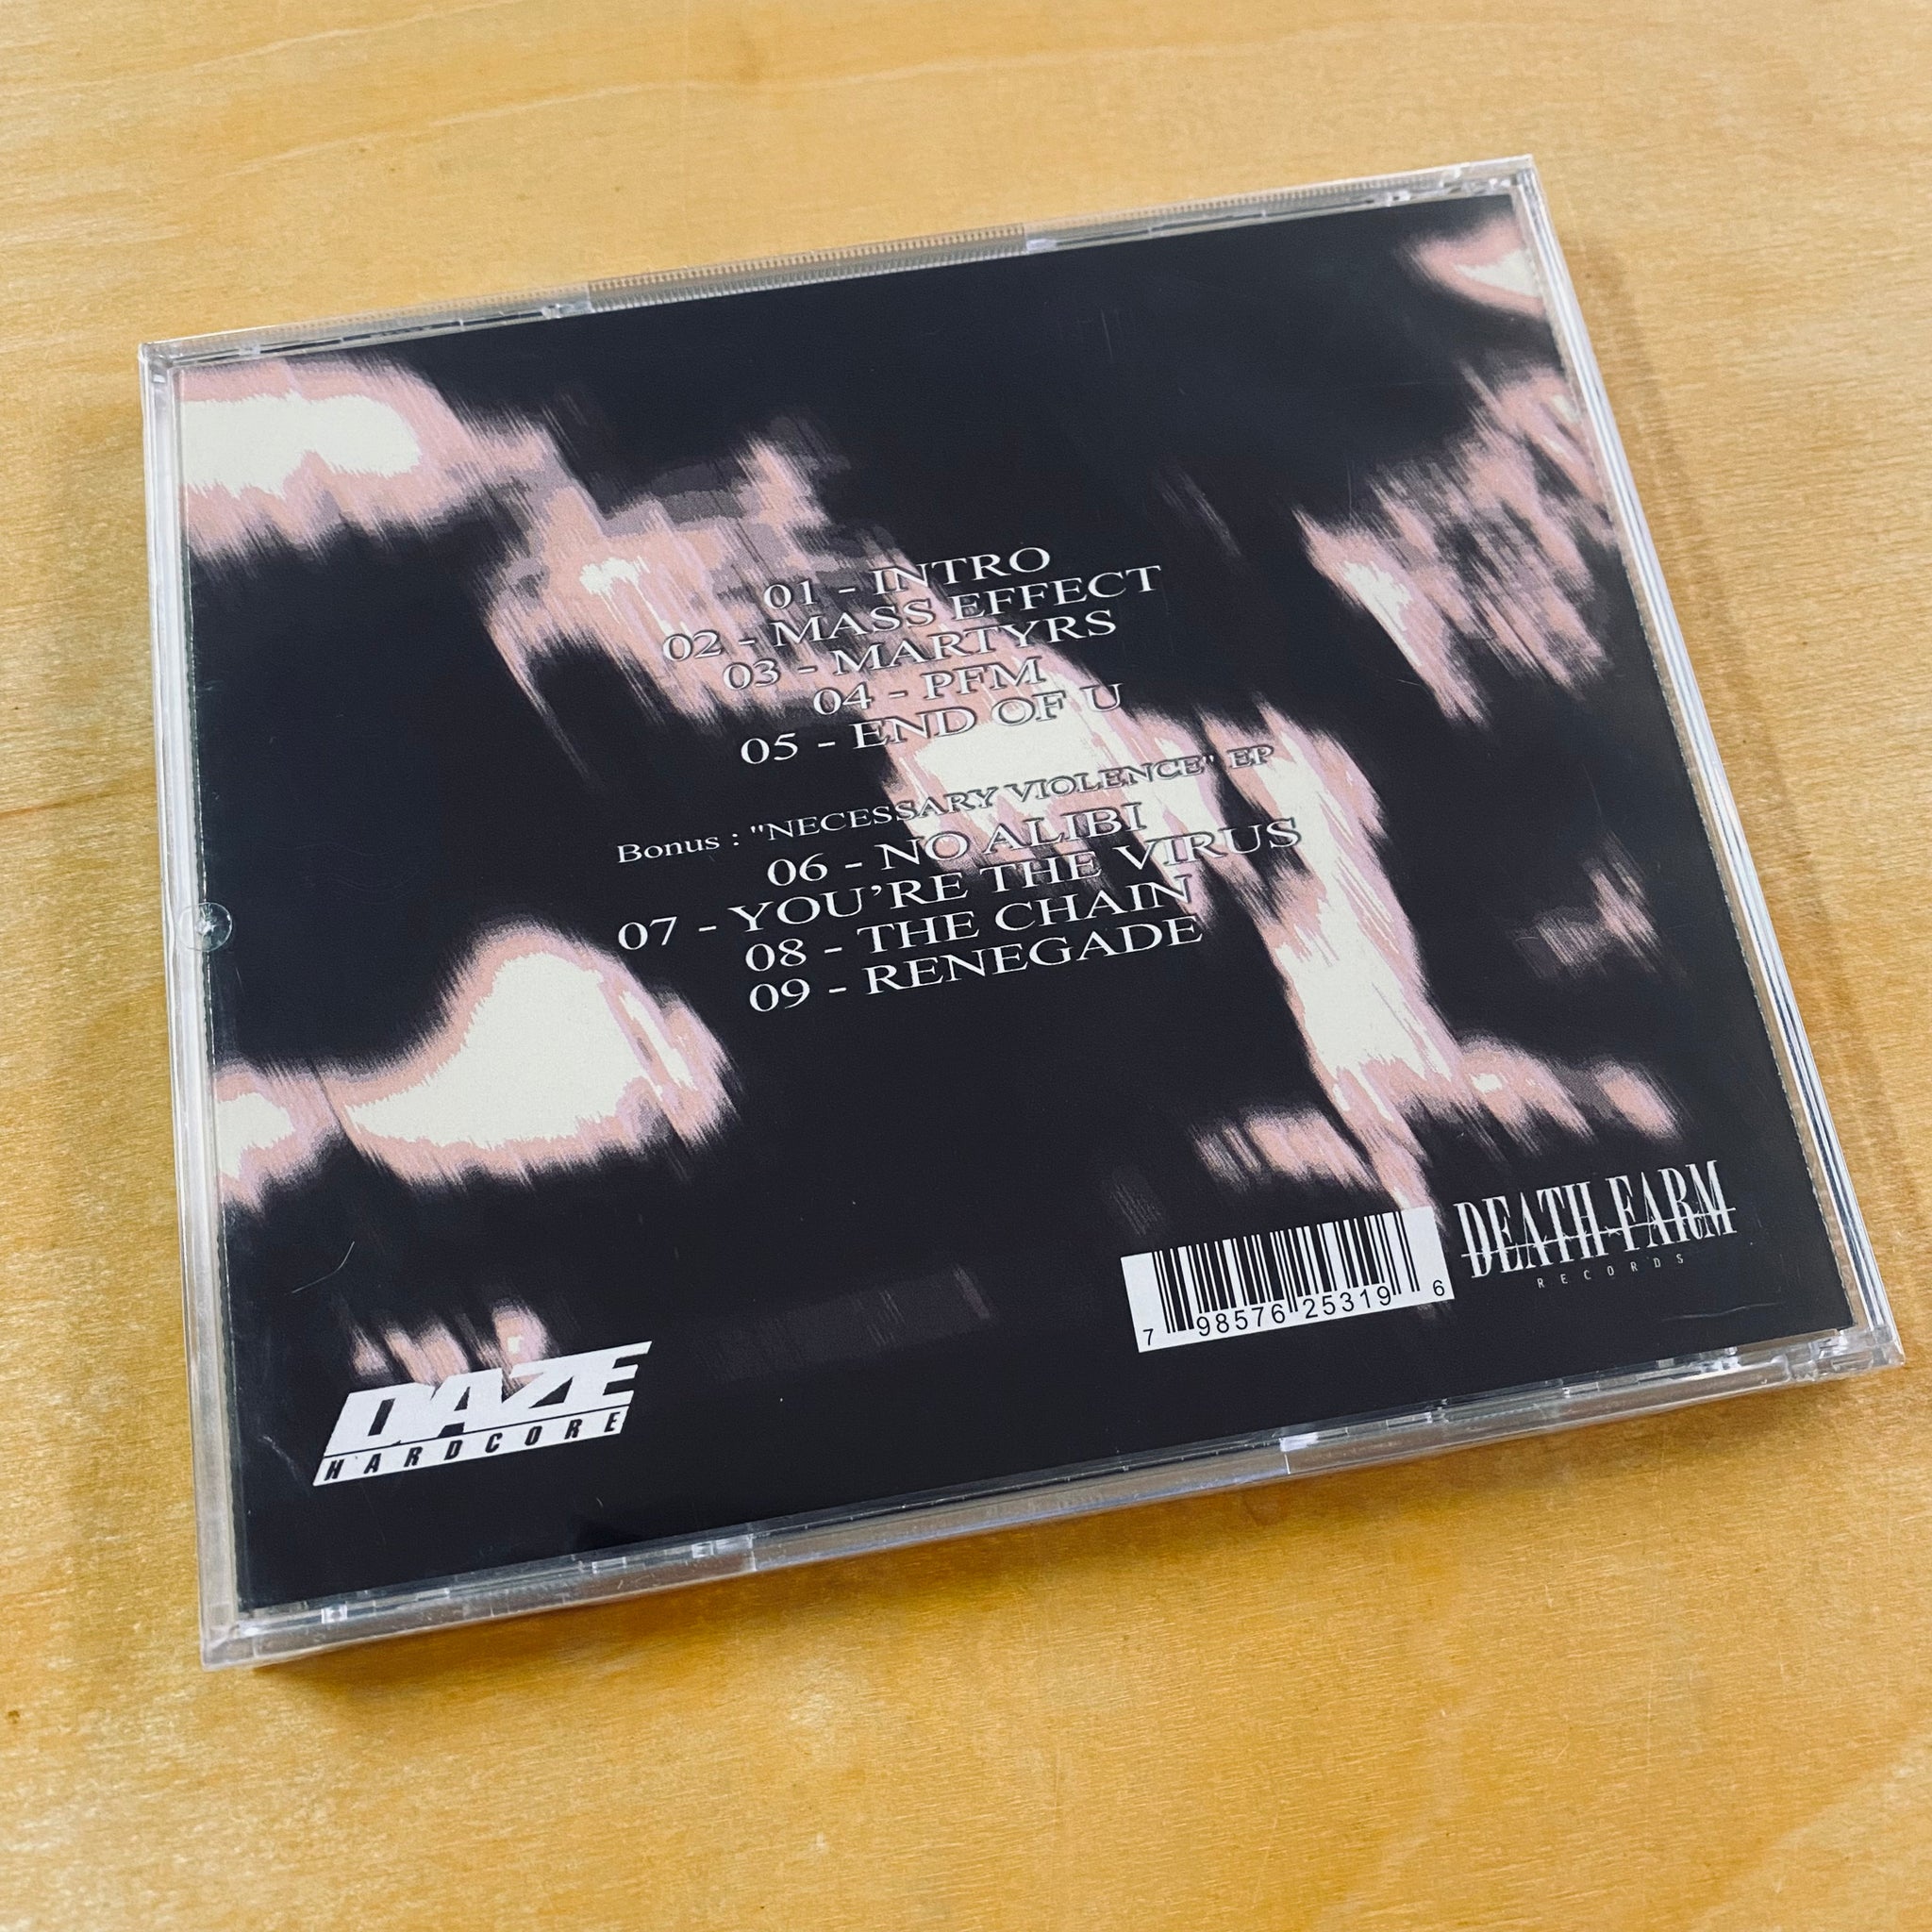 01 - INTRO
02 - MASS EFFECT
03 - MARTYRS
04 - PFM
05 - END OF U
Bonus : "NECESSARY VIOLENCE" EP
06 - NO ALIBI
07 - YOU'RE THE VIRUS
08 - THE CHAIN
09 - RENEGADE
DAZE
HARDCORE
7 98576 25319 6
DEATH FARM
RECORDS